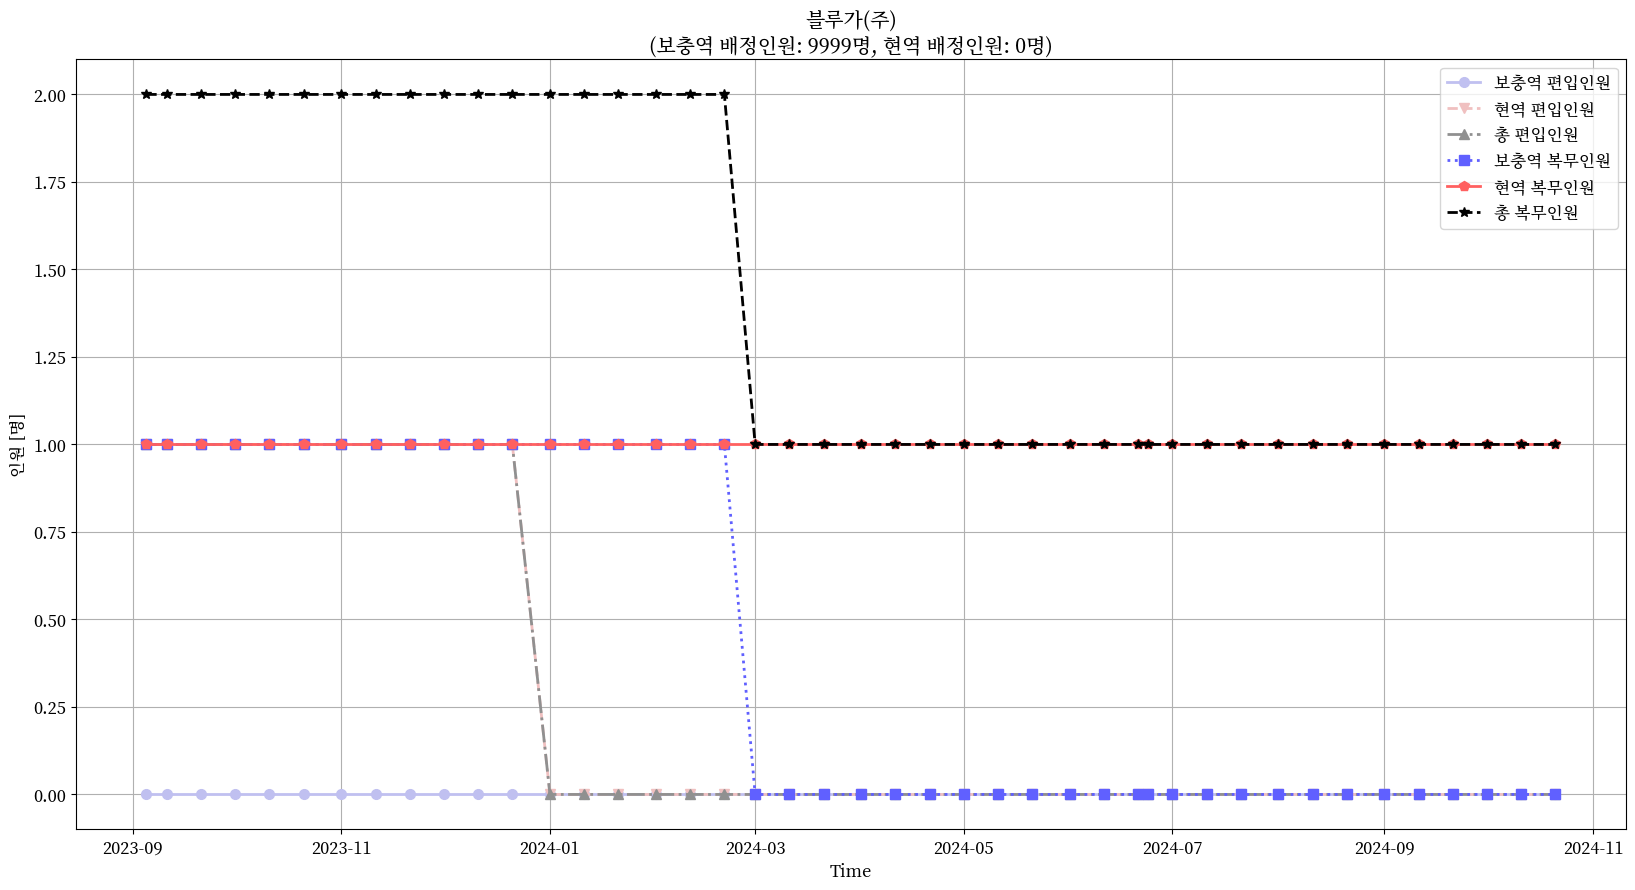 블루가(주)
(보충역 배정인원: 9999명, 현역 배정인원: 0명)
보충역 편입인원
현역 편입인원
총 편입인원
보충역 복무인원
현역 복무인원
총 복무인원
인원 [명]
2.00
1.75
1.50
1.25
1.00
0.75
0.50
0.25
0.00
2023-09
2023-11
2024-01
2024-03
2024-05
2024-07
2024-09
2024-11
Time